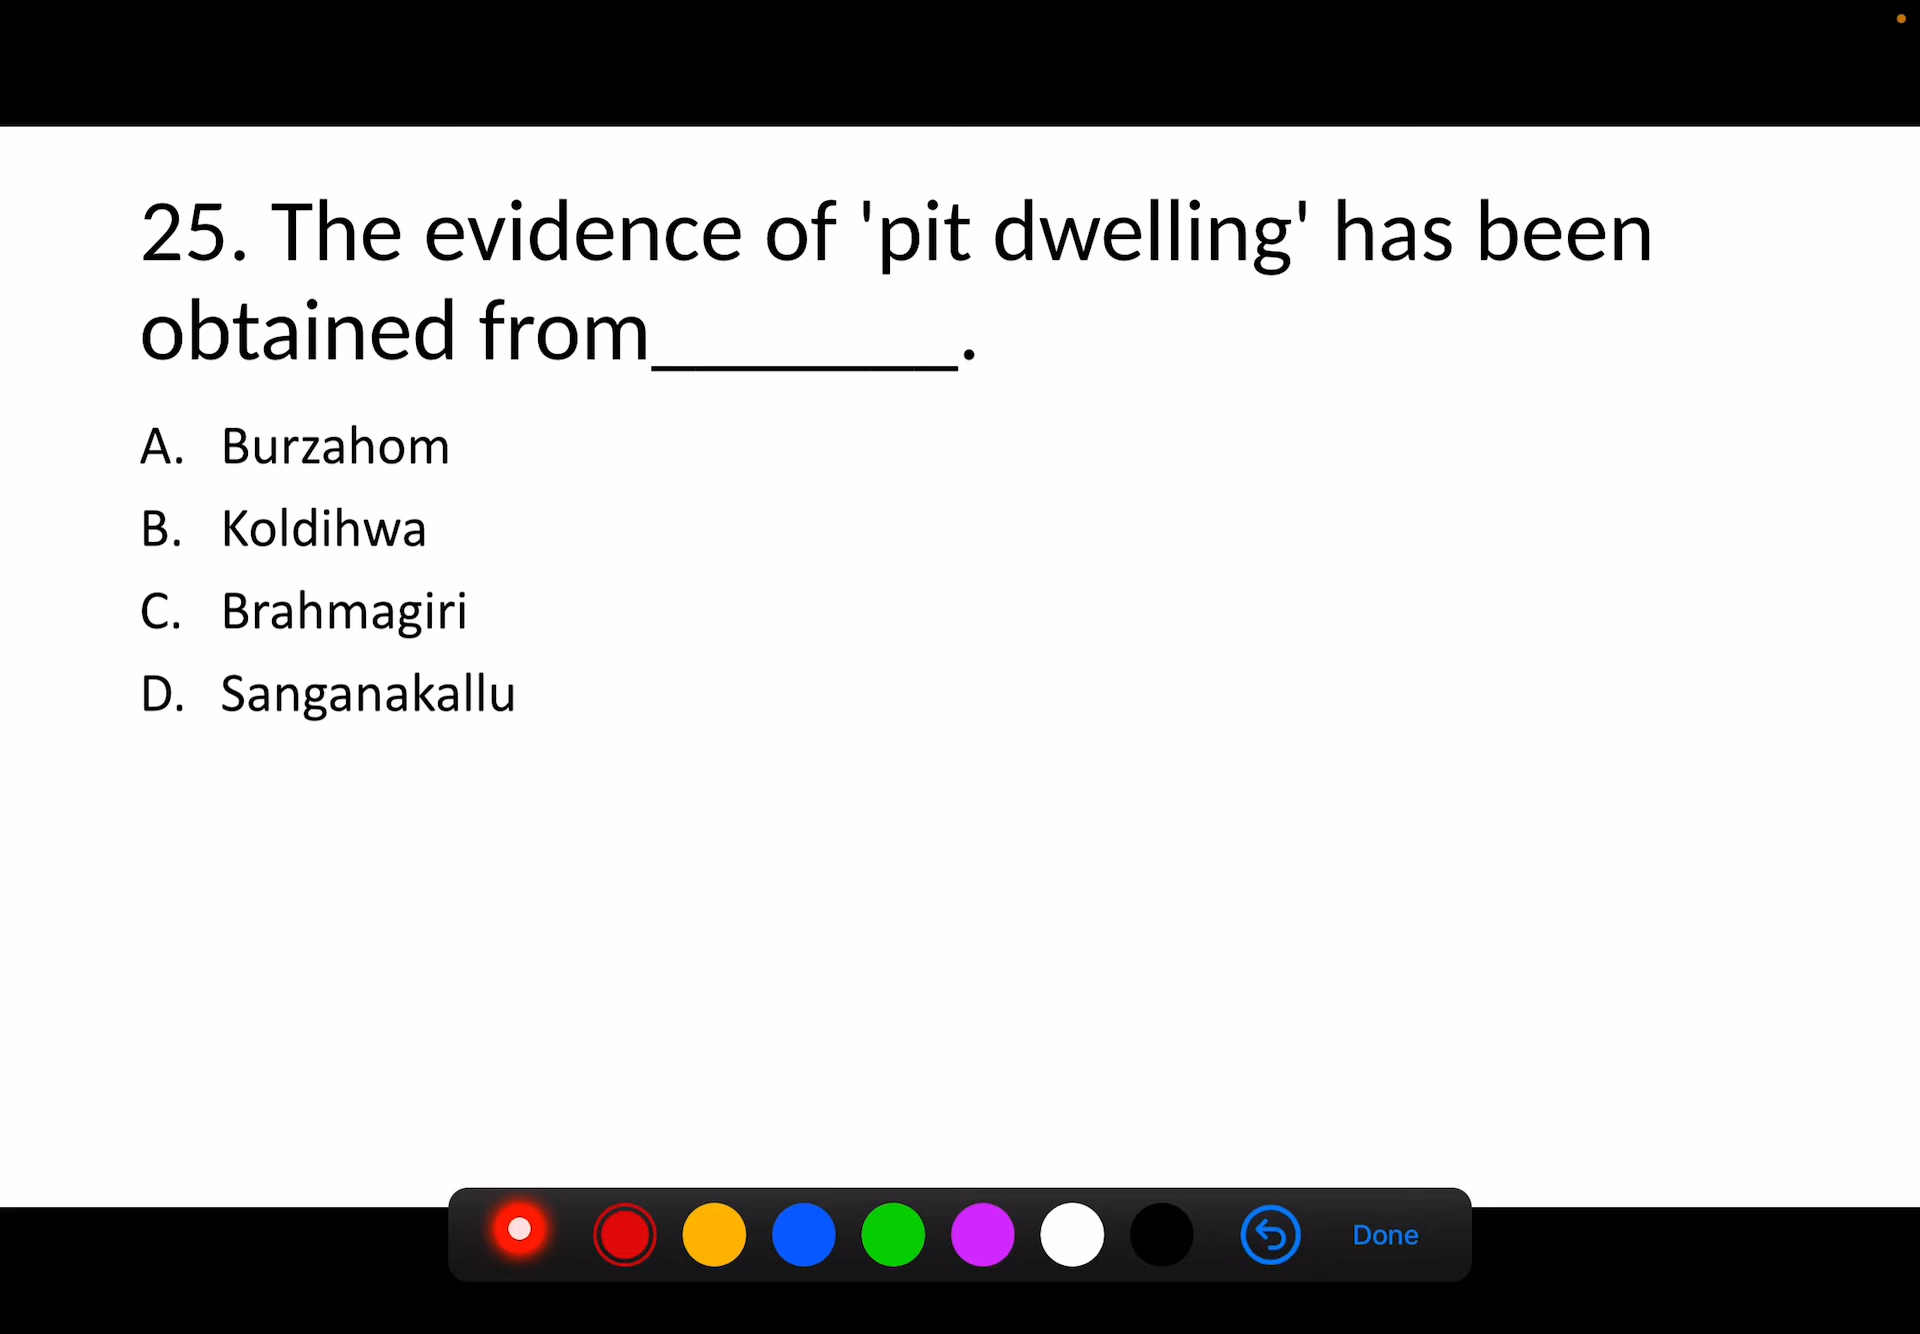 25. The evidence of 'pit dwelling' has been
obtained from________.
A. Burzahom
B. Koldihwa
C. Brahmagiri
D. Sanganakallu
Done